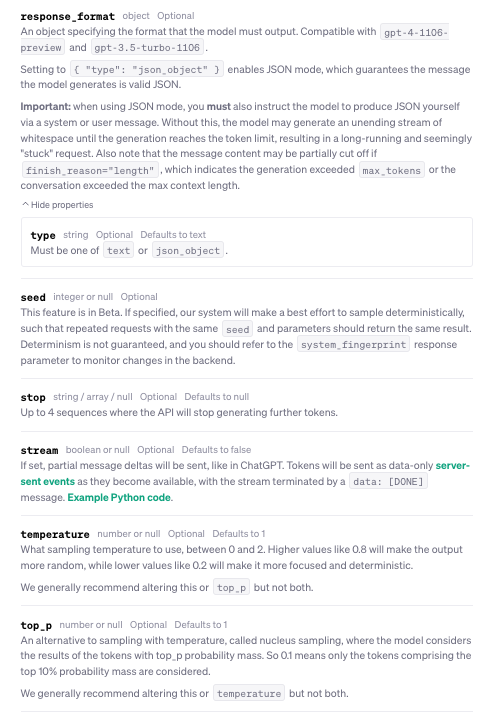 response_format object Optional
An object specifying the format that the model must output. Compatible with gpt-4-1106-
preview and gpt-3.5-turbo-1106.
Setting to { "type": "json_object" } enables JSON mode, which guarantees the message
the model generates is valid JSON.
Important: when using JSON mode, you must also instruct the model to produce JSON yourself
via a system or user message. Without this, the model may generate an unending stream of
whitespace until the generation reaches the token limit, resulting in a long-running and seemingly
"stuck" request. Also note that the message content may be partially cut off if
finish_reason="length", which indicates the generation exceeded max_tokens or the
conversation exceeded the max context length.
^ Hide properties
type string Optional Defaults to text
Must be one of text or json_object.
seed integer or null Optional
This feature is in Beta. If specified, our system will make a best effort to sample deterministically,
such that repeated requests with the same seed and parameters should return the same result.
Determinism is not guaranteed, and you should refer to the system_fingerprint response
parameter to monitor changes in the backend.
stop string / array / null Optional Defaults to null
Up to 4 sequences where the API will stop generating further tokens.
stream boolean or null Optional Defaults to false
If set, partial message deltas will be sent, like in ChatGPT. Tokens will be sent as data-only server-
sent events as they become available, with the stream terminated by a data: [DONE]
message. Example Python code.
temperature number or null Optional Defaults to 1
What sampling temperature to use, between 0 and 2. Higher values like 0.8 will make the output
more random, while lower values like 0.2 will make it more focused and deterministic.
We generally recommend altering this or top_p but not both.
top_p number or null Optional Defaults to 1
An alternative to sampling with temperature, called nucleus sampling, where the model considers
the results of the tokens with top_p probability mass. So 0.1 means only the tokens comprising the
top 10% probability mass are considered.
We generally recommend altering this or temperature but not both.